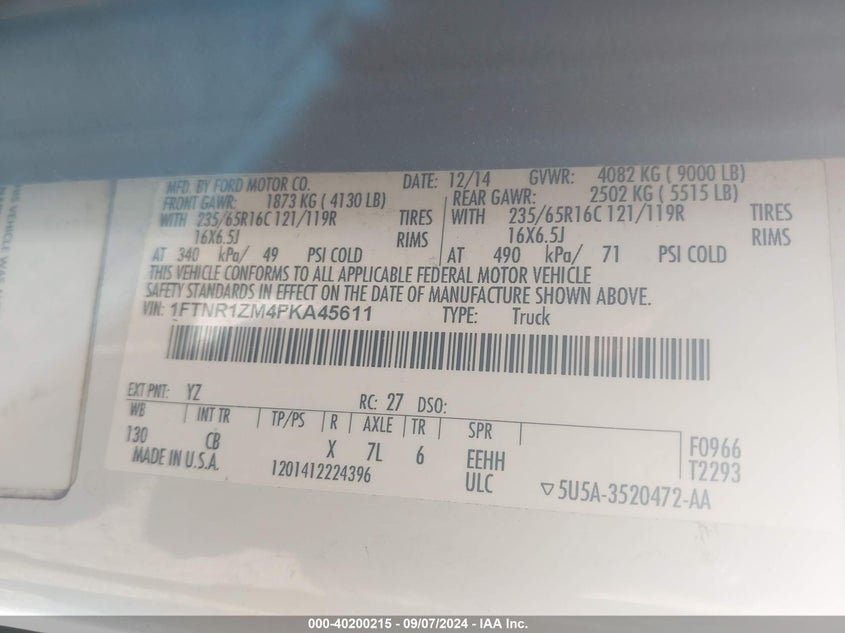 MFD. BY FORD MOTOR CO. DATE: 12/14 GVWR: 4082 KG ( 9000 LB)
FRONT GAWR: 1873 KG ( 4130 LB) REAR GAWR: 2502 KG ( 5515 LB)
WITH 235/65R16C 121/119R TIRES WITH 235/65R16C 121/119R TIRES
16X6.5J RIMS 16X6.5J RIMS
AT 340 kPa/ 49 PSI COLD AT 490 kPa/ 71 PSI COLD
THIS VEHICLE CONFORMS TO ALL APPLICABLE FEDERAL MOTOR VEHICLE
SAFETY STANDARDS IN EFFECT ON THE DATE OF MANUFACTURE SHOWN ABOVE.
VIN: 1FTNR1ZM4FKA45611 TYPE: Truck
EXT PNT: YZ RC: 27 DSO:
WB INT TR TP/PS R AXLE TR SPR
130 CB X 7L 6 EEHH F0966
MADE IN U.S.A. 1201412224396 ULC T2293
▽5U5A-3520472-AA
VEHICLE WAS
000-40200215 - 09/07/2024 - IAA Inc.